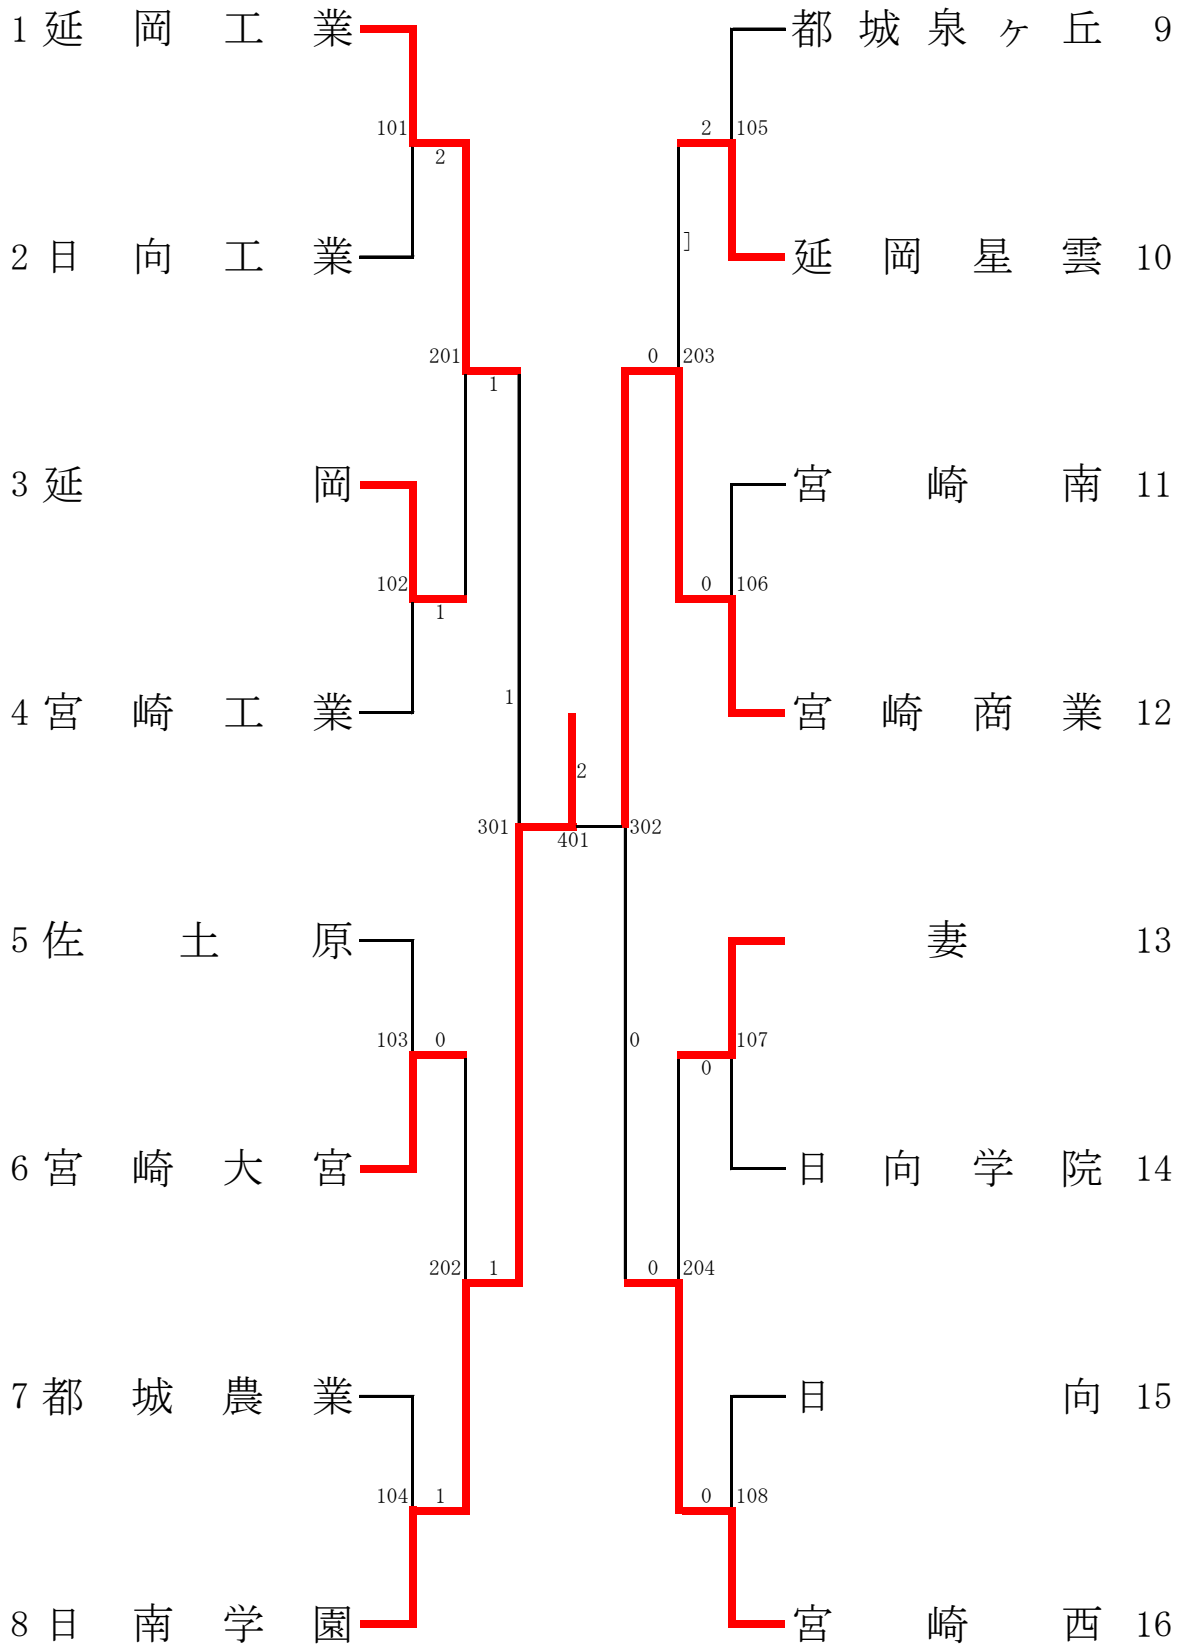 1 延岡工業
都城泉ヶ丘 9
101
2
2
105
2 日向工業
]
延岡星雲 10
201
1
0
203
3 延岡
宮崎南 11
102
1
0
106
4 宮崎工業
1
宮崎商業 12
2
301
401
302
5 佐土原
妻 13
103
0
0
107
0
6 宮崎大宮
日向学院 14
202
1
0
204
7 都城農業
日向 15
104
1
0
108
8 日南学園
宮崎西 16